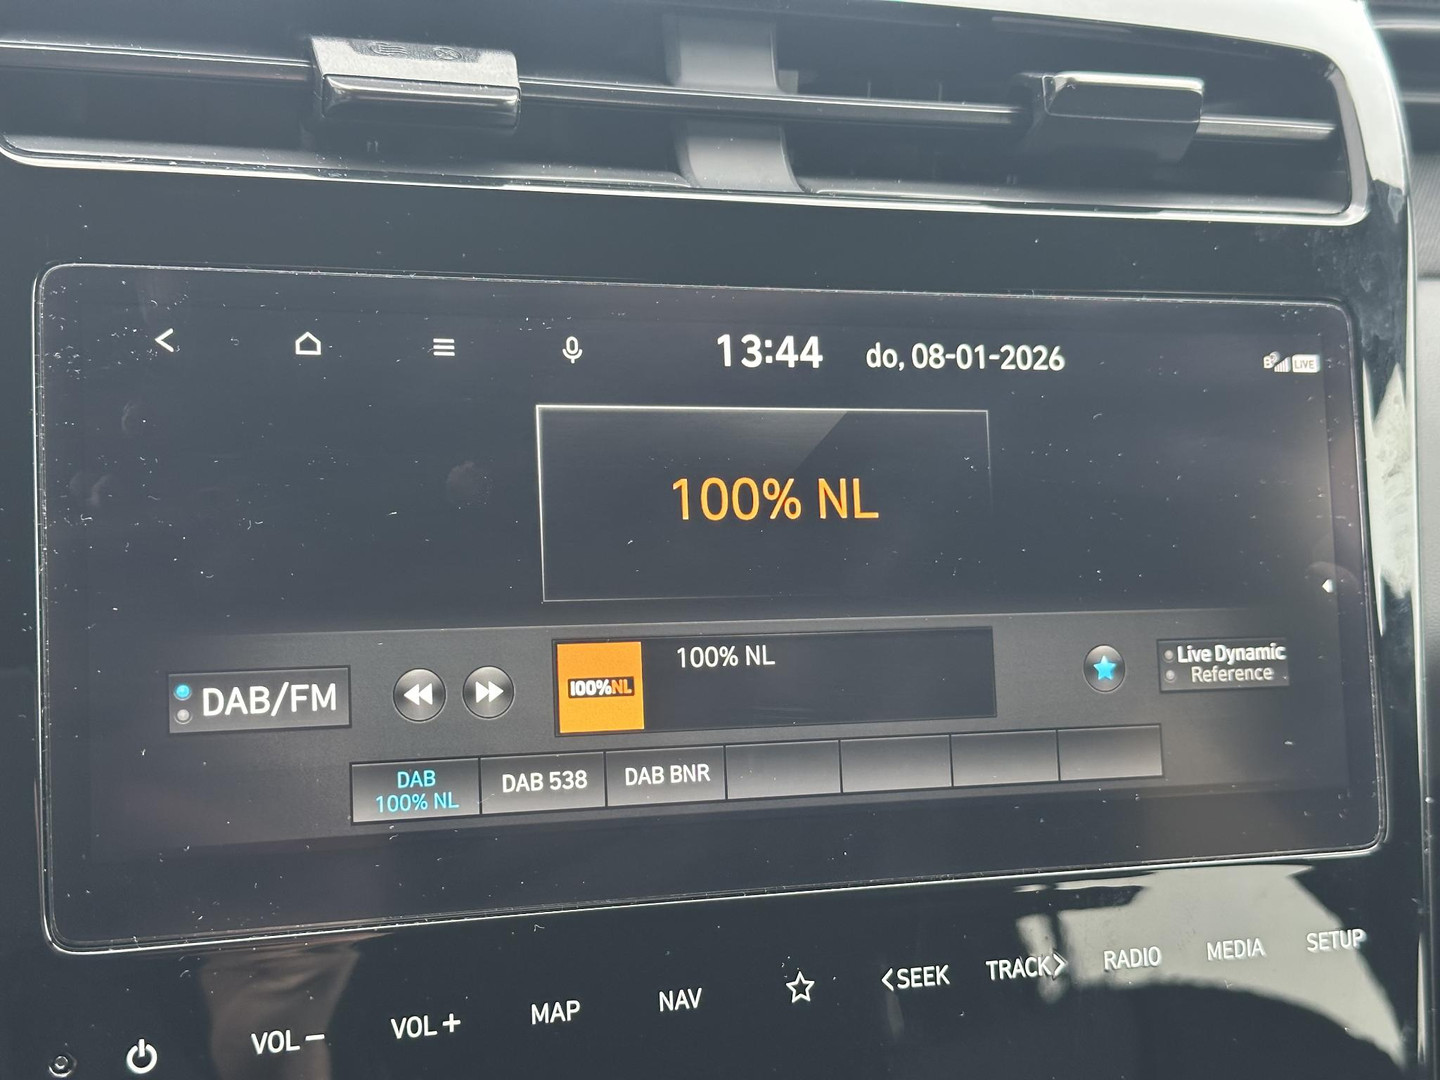 13:44 do, 08-01-2026
LIVE
100% NL
DAB/FM
100%NL
100% NL
Live Dynamic
Reference
DAB
100% NL
DAB 538
DAB BNR
VOL − VOL + MAP NAV <SEEK TRACK> RADIO MEDIA SETUP